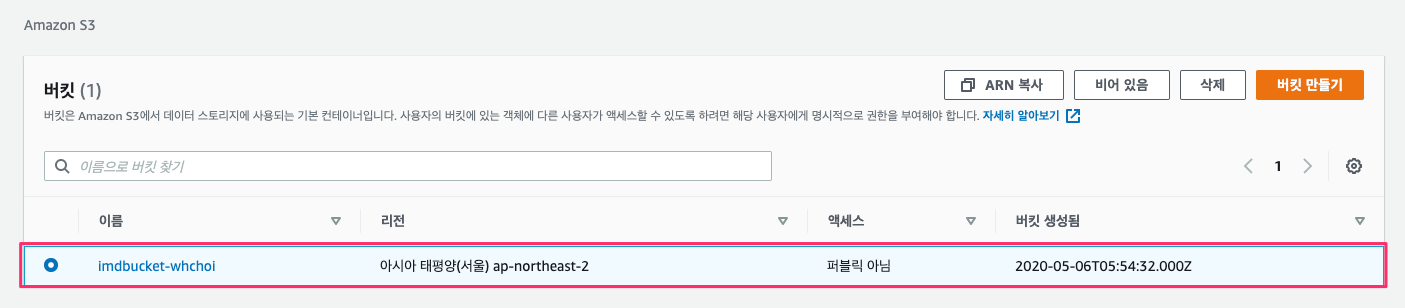 Amazon S3
버킷 (1)
ARN 복사
비어 있음
삭제
버킷 만들기
버킷은 Amazon S3에서 데이터 스토리지에 사용되는 기본 컨테이너입니다. 사용자의 버킷에 있는 객체에 다른 사용자가 액세스할 수 있도록 하려면 해당 사용자에게 명시적으로 권한을 부여해야 합니다. 자세히 알아보기
이름으로 버킷 찾기
1
이름 리전 액세스 버킷 생성됨
imdbucket-whchoi 아시아 태평양(서울) ap-northeast-2 퍼블릭 아님 2020-05-06T05:54:32.000Z